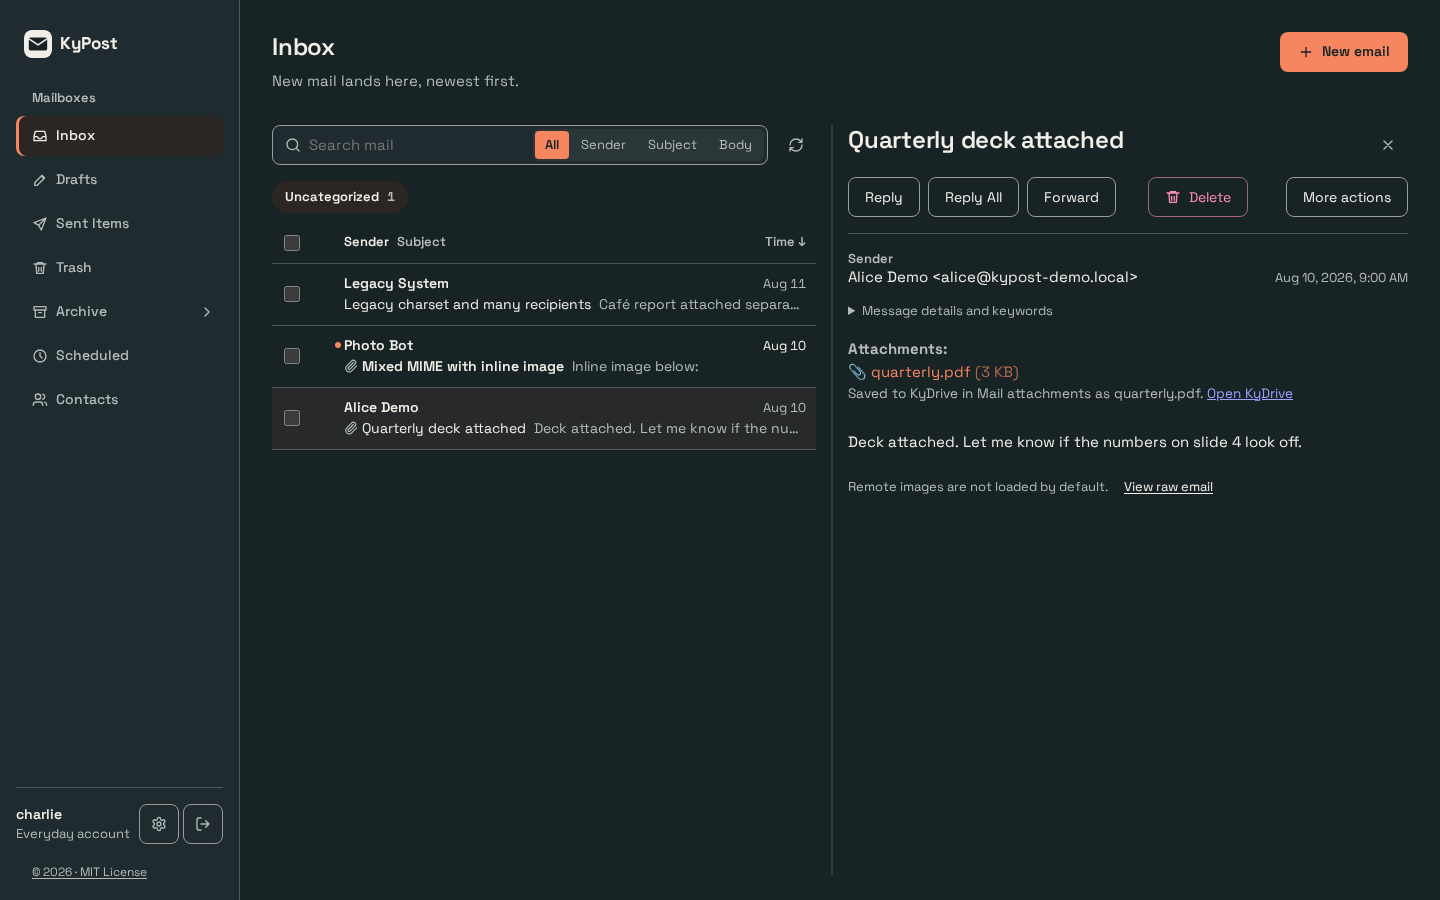 KyPost
Mailboxes
Inbox
Drafts
Sent Items
Trash
Archive
Scheduled
Contacts
charlie
Everyday account
© 2026 · MIT License
Inbox
New mail lands here, newest first.
New email
Search mail
All Sender Subject Body
Uncategorized 1
Sender Subject Time ↓
Legacy System Aug 11
Legacy charset and many recipients Café report attached separa...
Photo Bot Aug 10
Mixed MIME with inline image Inline image below:
Alice Demo Aug 10
Quarterly deck attached Deck attached. Let me know if the nu...
Quarterly deck attached
Reply Reply All Forward Delete More actions
Sender
Alice Demo <alice@kypost-demo.local> Aug 10, 2026, 9:00 AM
Message details and keywords
Attachments:
quarterly.pdf (3 KB)
Saved to KyDrive in Mail attachments as quarterly.pdf. Open KyDrive
Deck attached. Let me know if the numbers on slide 4 look off.
Remote images are not loaded by default. View raw email